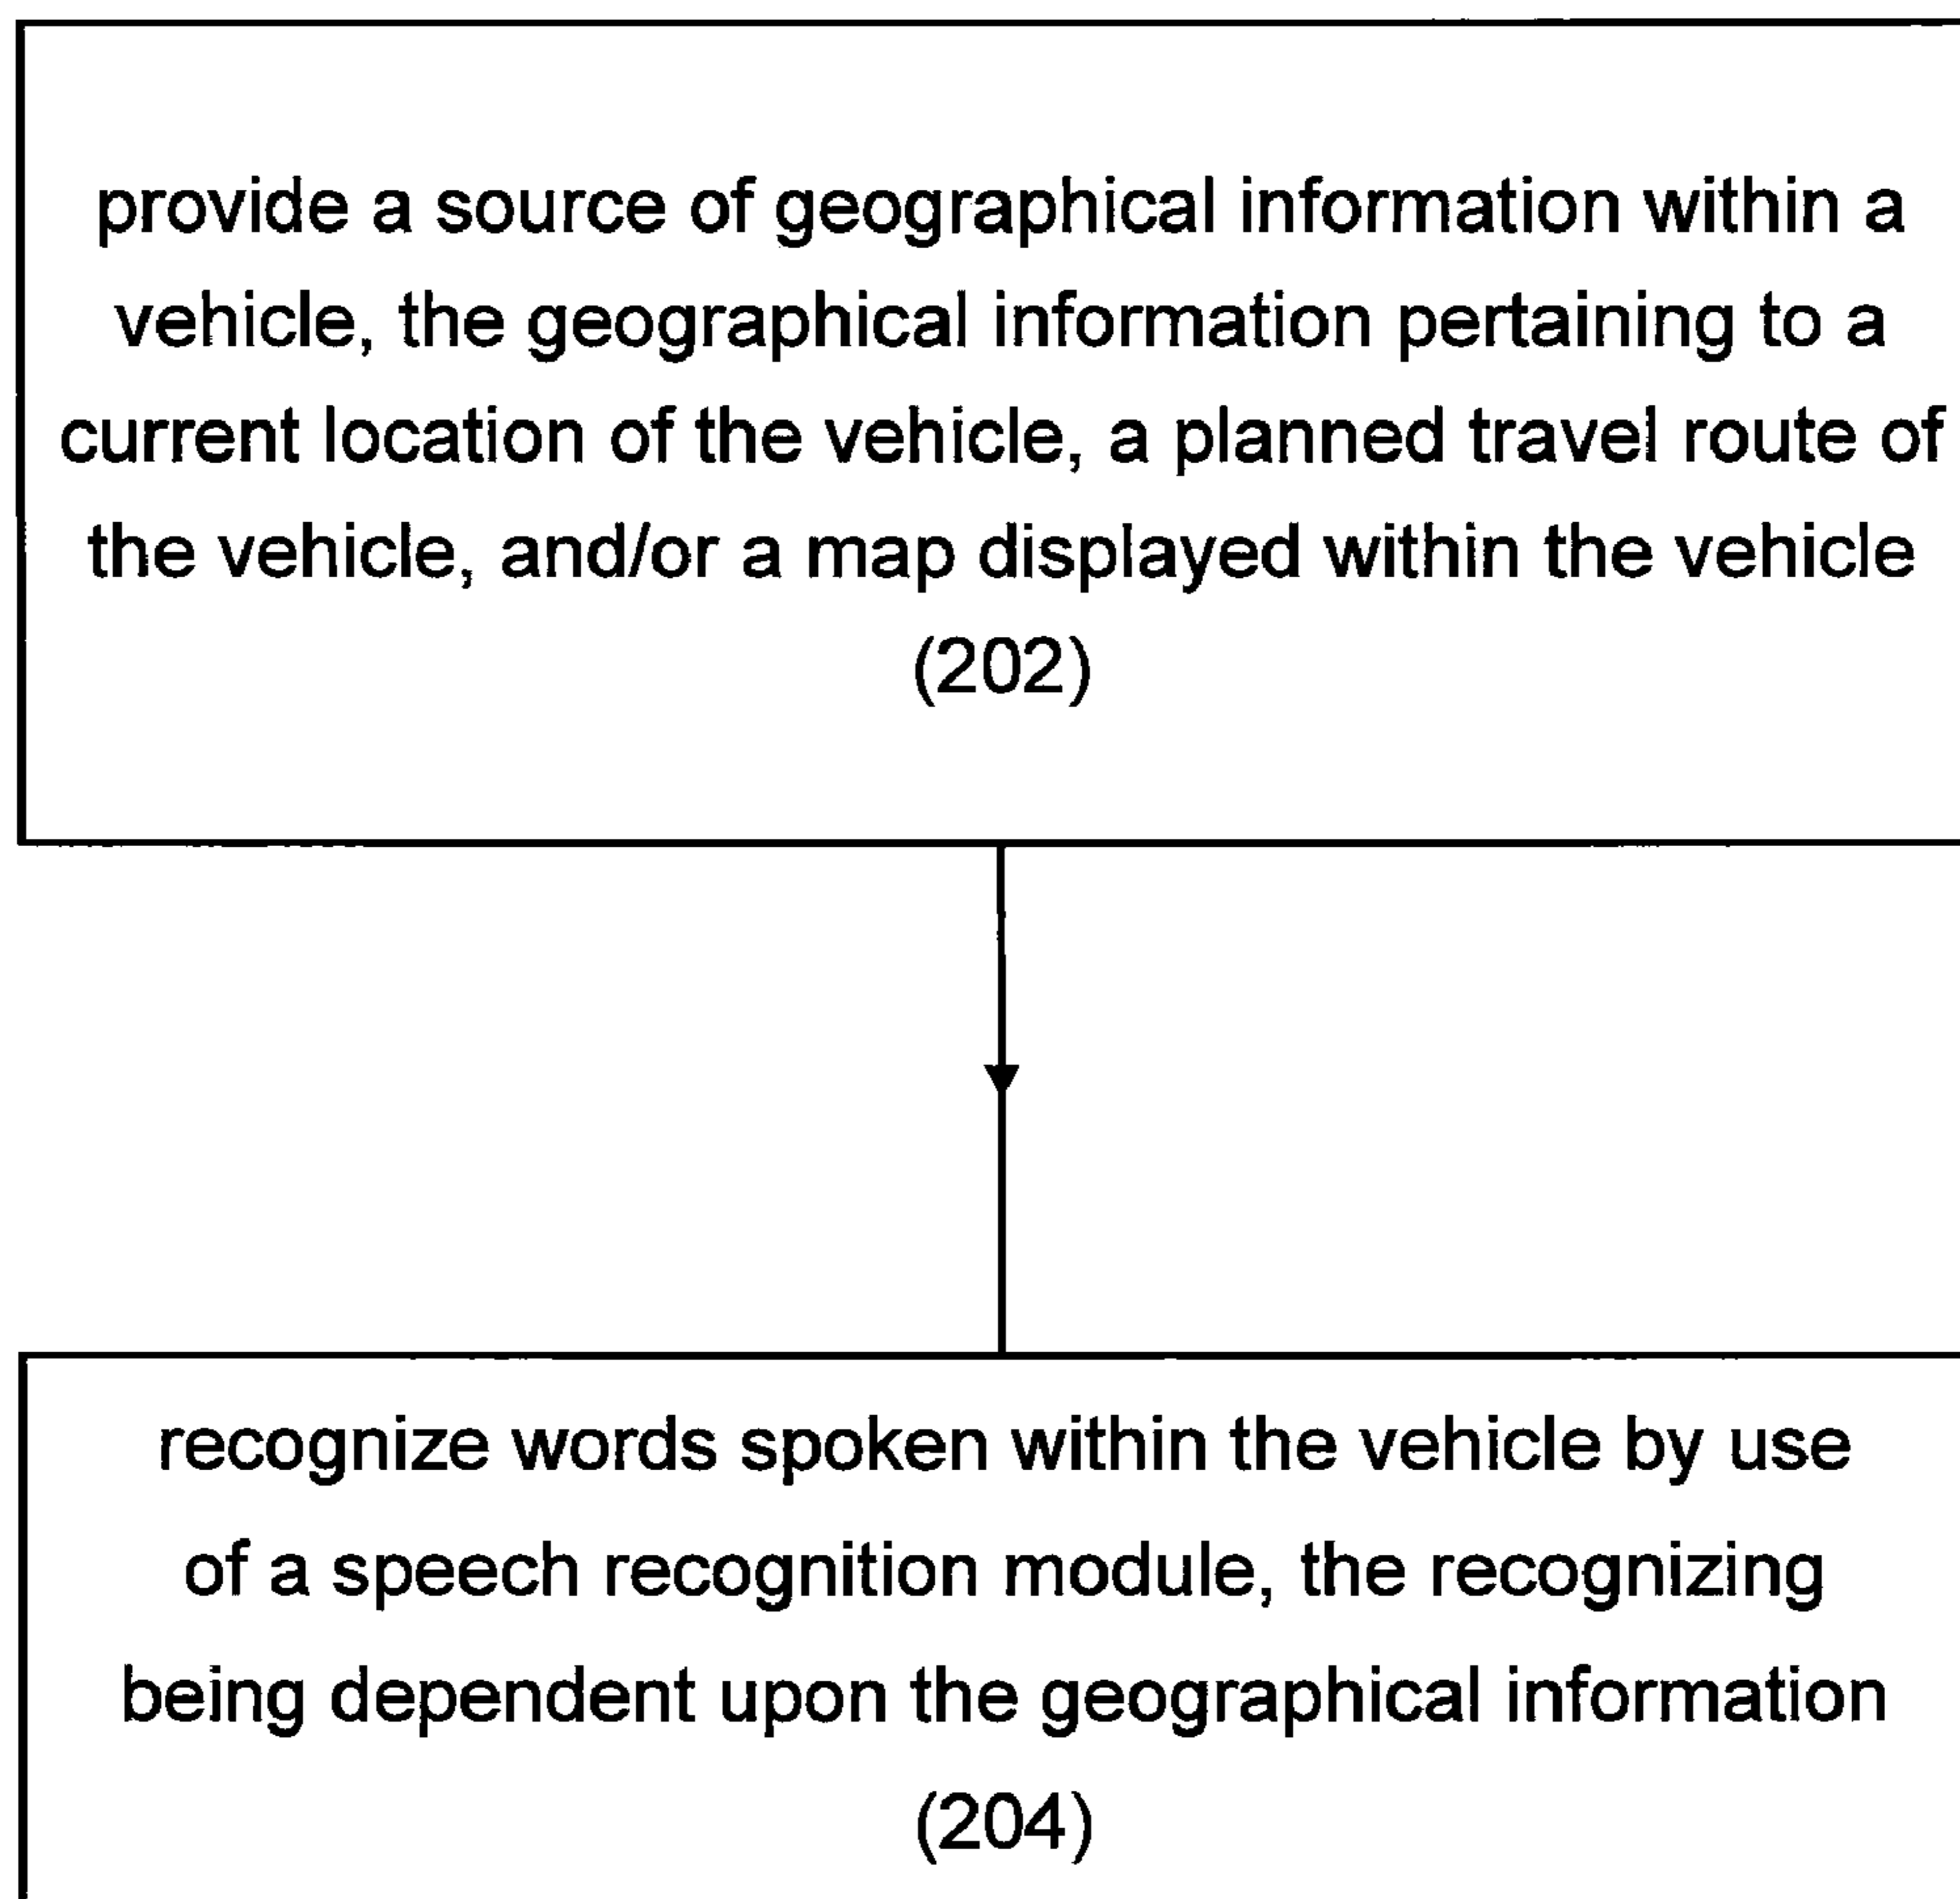 provide a source of geographical information within a
vehicle, the geographical information pertaining to a
current location of the vehicle, a planned travel route of
the vehicle, and/or a map displayed within the vehicle
(202)
recognize words spoken within the vehicle by use
of a speech recognition module, the recognizing
being dependent upon the geographical information
(204)